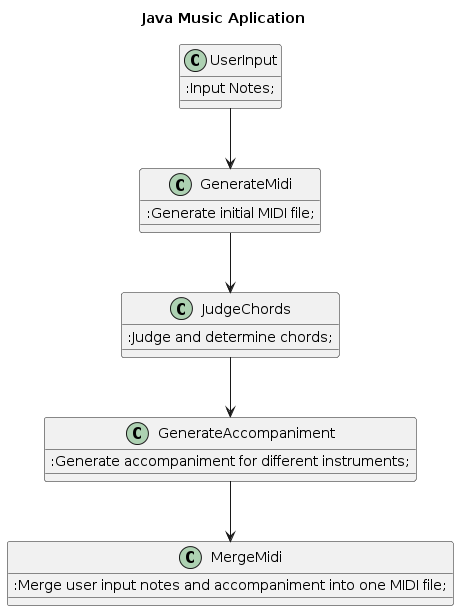 Java Music Aplication
C UserInput
:Input Notes;
C GenerateMidi
:Generate initial MIDI file;
C JudgeChords
:Judge and determine chords;
C GenerateAccompaniment
:Generate accompaniment for different instruments;
C MergeMidi
:Merge user input notes and accompaniment into one MIDI file;